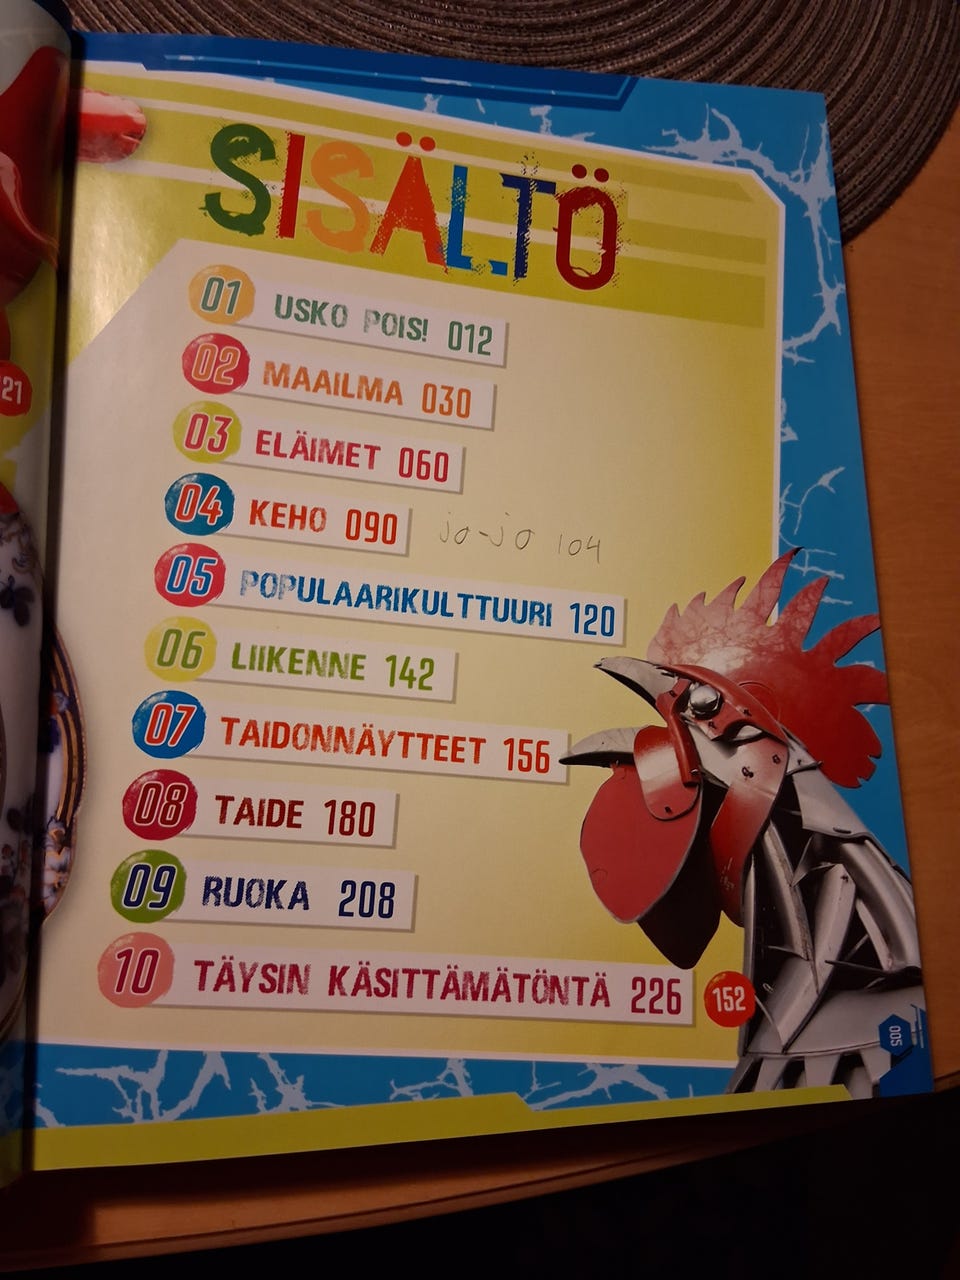 SISÄLTÖ
01 USKO POIS! 012
02 MAAILMA 030
03 ELÄIMET 060
04 KEHO 090 jo-jo 104
05 POPULAARIKULTTUURI 120
06 LIIKENNE 142
07 TAIDONNÄYTTEET 156
08 TAIDE 180
09 RUOKA 208
10 TÄYSIN KÄSITTÄMÄTÖNTÄ 226
152
005
21